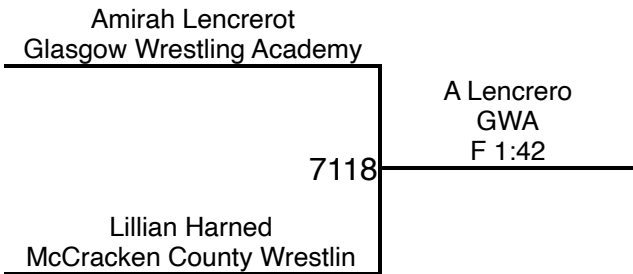 Amirah Lencrerot
Glasgow Wrestling Academy
A Lencrero
GWA
F 1:42
7118
Lillian Harned
McCracken County Wrestlin